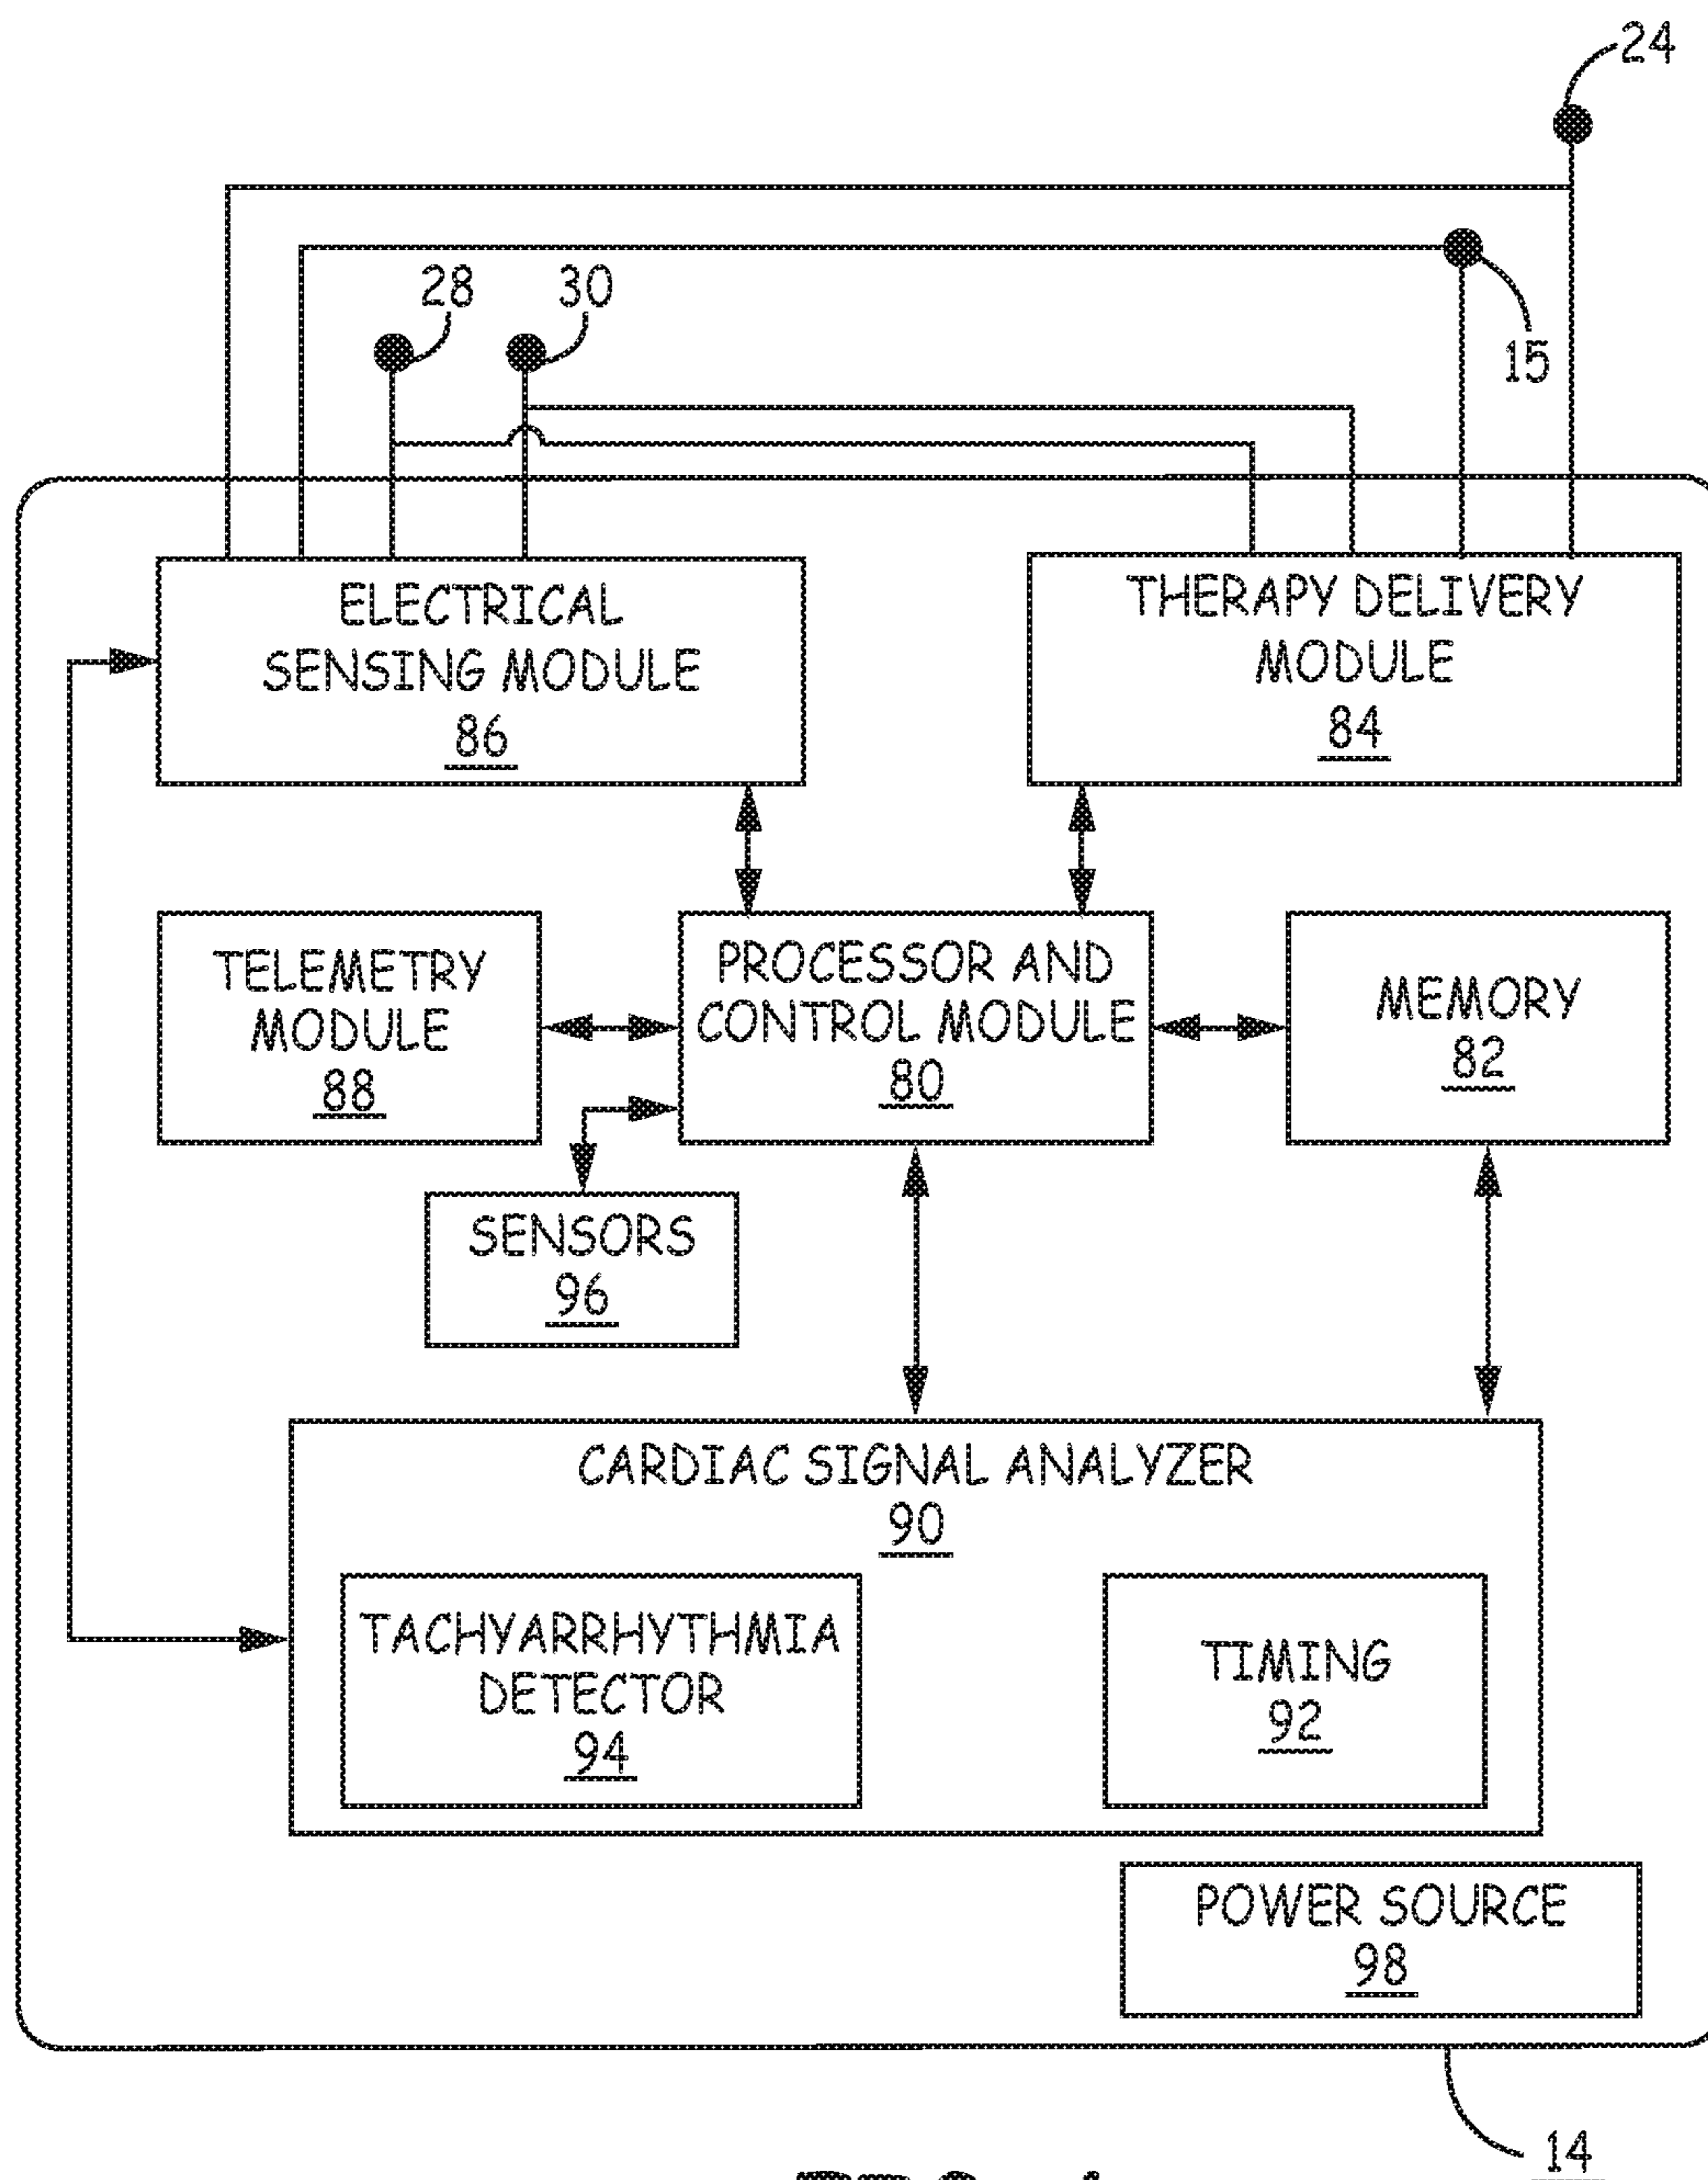 24
28 30
15
ELECTRICAL
SENSING MODULE
86
THERAPY DELIVERY
MODULE
84
TELEMETRY
MODULE
88
PROCESSOR AND
CONTROL MODULE
80
MEMORY
82
SENSORS
96
CARDIAC SIGNAL ANALYZER
90
TACHYARRHYTHMIA
DETECTOR
94
TIMING
92
POWER SOURCE
98
14